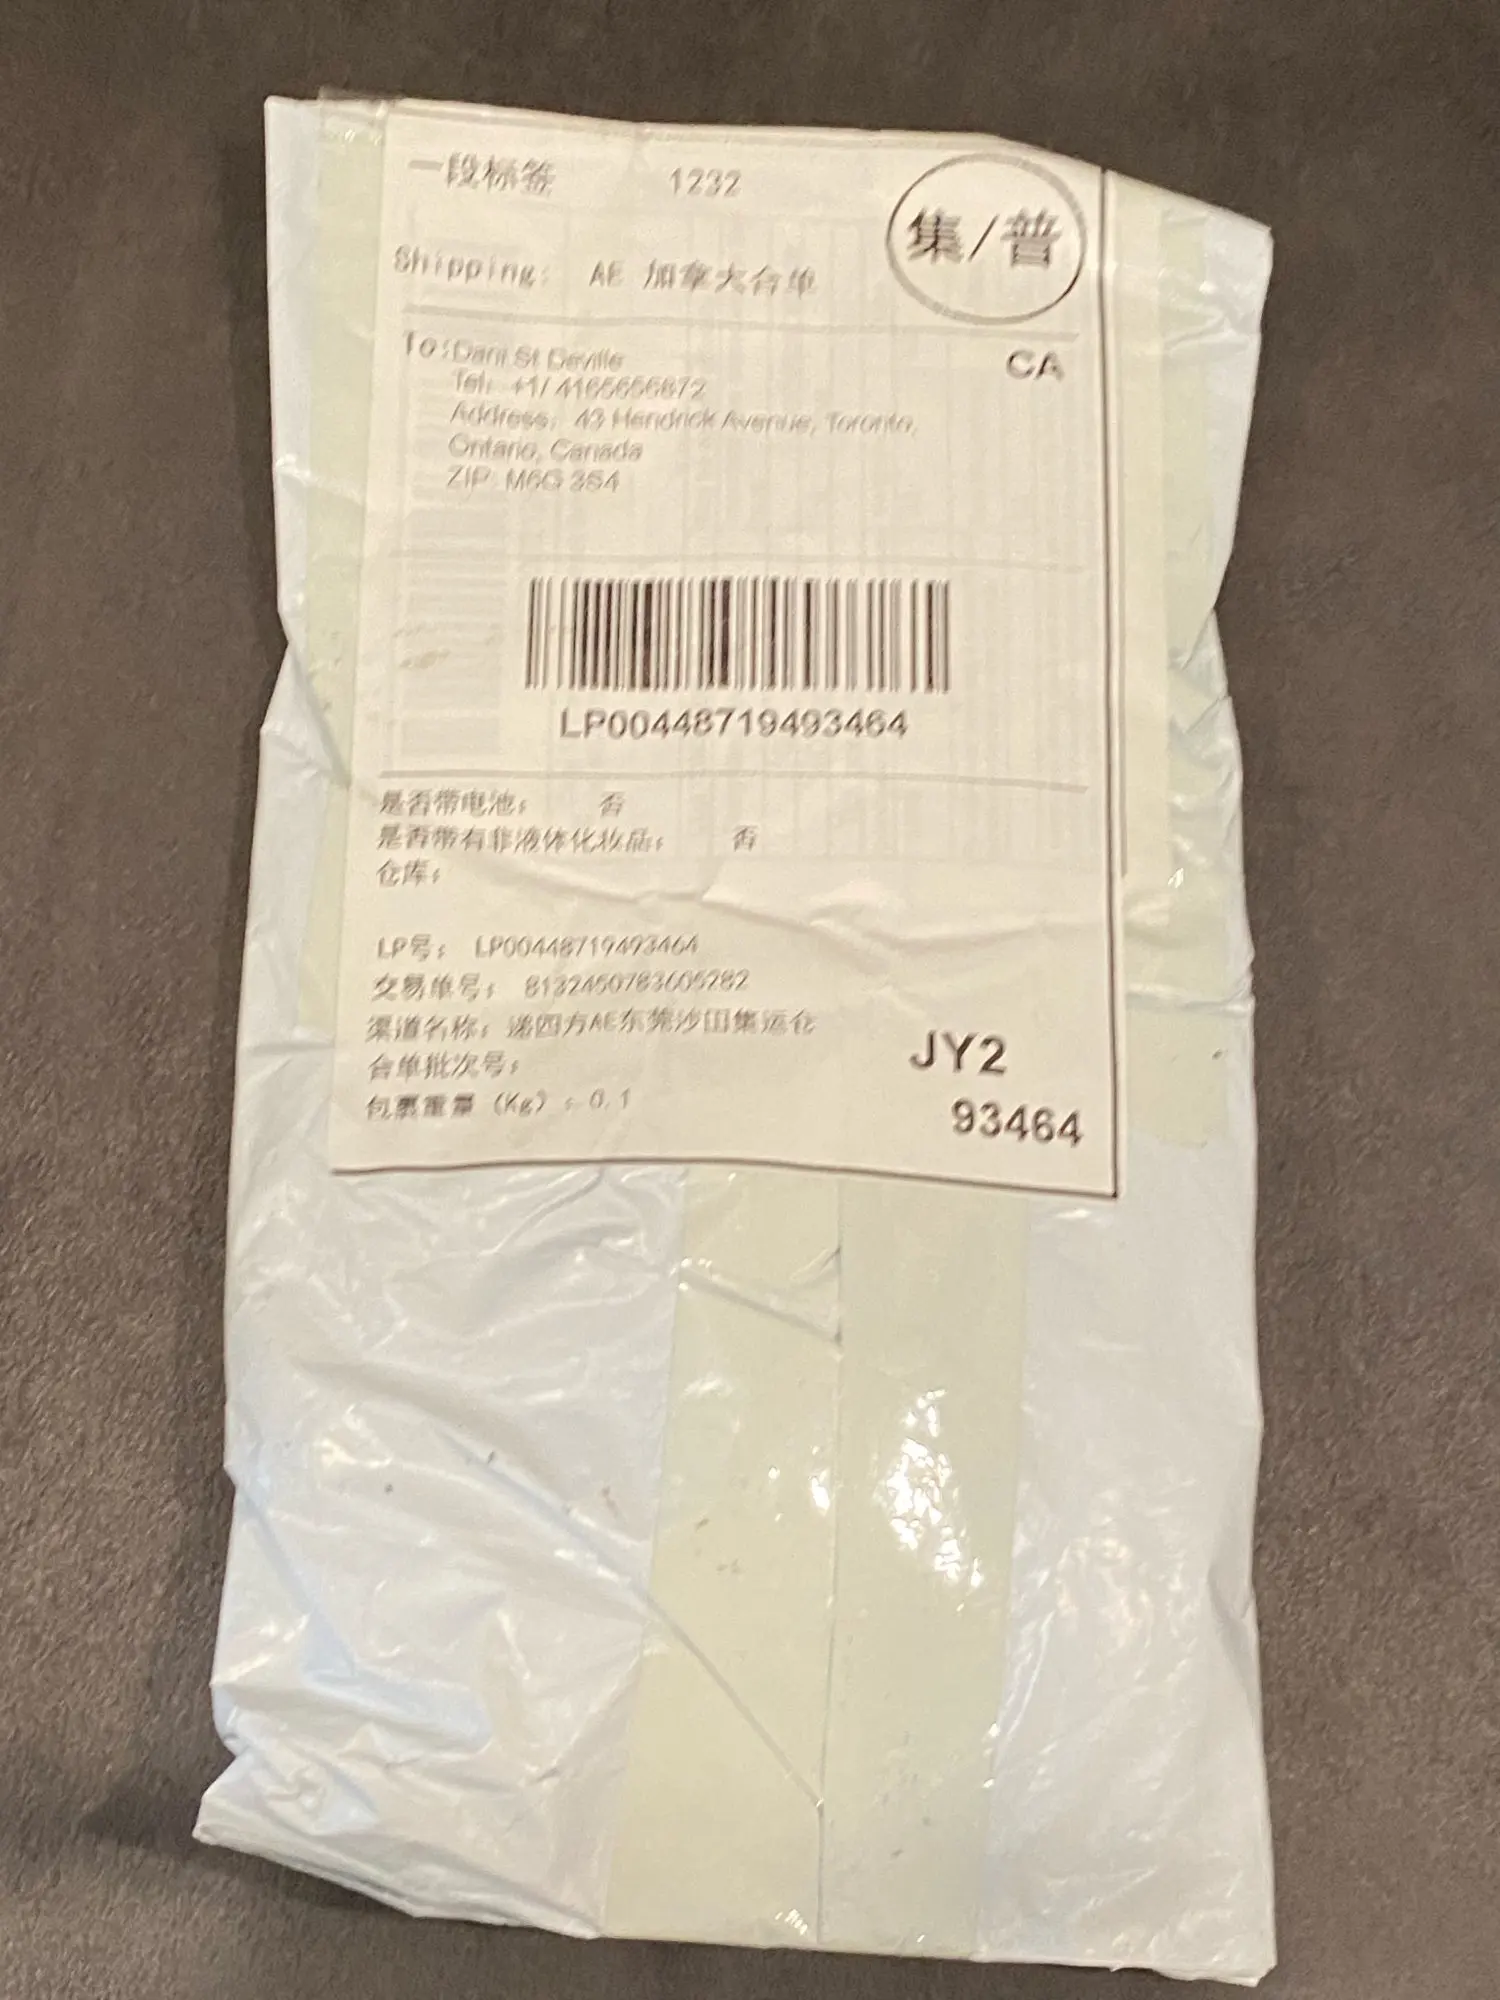 一段标签 1232
集/普
Shipping: AE 加拿大合单
To: Dani St Deville
CA
Tel: +1/ 4165656872
Address: 43 Hendrick Avenue, Toronto,
Ontario, Canada
ZIP: M6G 3S4
LP00448719493464
是否带电池: 否
是否带有非液体化妆品: 否
仓库:
LP号: LP00448719493464
交易单号: 8132450783605282
渠道名称: 递四方AE东莞沙田集运仓
合单批次号:
JY2
包裹重量 (Kg) : 0.1
93464